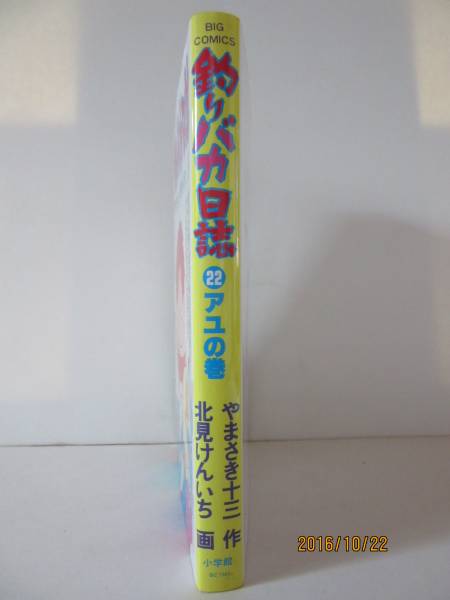 BIG
COMICS
釣りバカ日誌
22
アユの巻
やまさき十三 作
北見けんいち 画
小学館
2016/10/22